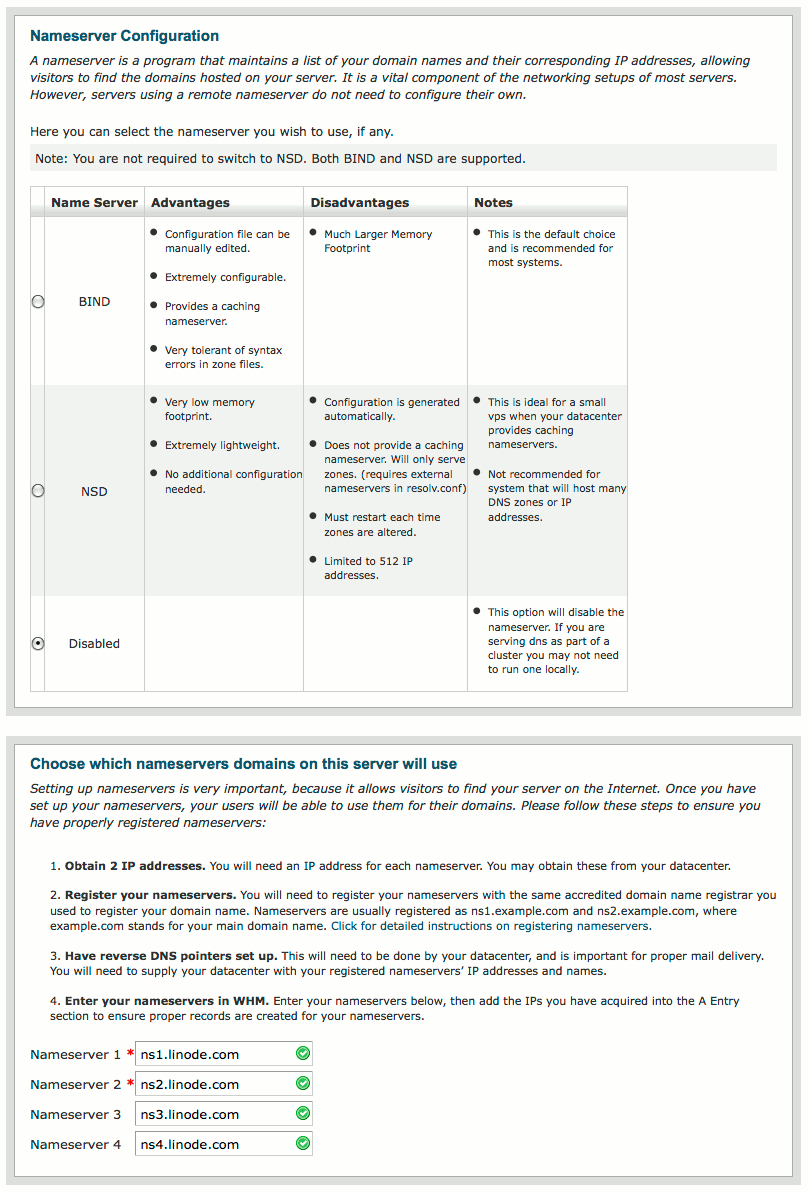 Nameserver Configuration
A nameserver is a program that maintains a list of your domain names and their corresponding IP addresses, allowing
visitors to find the domains hosted on your server. It is a vital component of the networking setups of most servers.
However, servers using a remote nameserver do not need to configure their own.
Here you can select the nameserver you wish to use, if any.
Note: You are not required to switch to NSD. Both BIND and NSD are supported.
Name Server Advantages Disadvantages Notes
BIND
Configuration file can be
manually edited.
Extremely configurable.
Provides a caching
nameserver.
Very tolerant of syntax
errors in zone files.
Much Larger Memory
Footprint
This is the default choice
and is recommended for
most systems.
NSD
Very low memory
footprint.
Extremely lightweight.
No additional configuration
needed.
Configuration is generated
automatically.
Does not provide a caching
nameserver. Will only serve
zones. (requires external
nameservers in resolv.conf)
Must restart each time
zones are altered.
Limited to 512 IP
addresses.
This is ideal for a small
vps when your datacenter
provides caching
nameservers.
Not recommended for
system that will host many
DNS zones or IP
addresses.
Disabled
This option will disable the
nameserver. If you are
serving dns as part of a
cluster you may not need
to run one locally.
Choose which nameservers domains on this server will use
Setting up nameservers is very important, because it allows visitors to find your server on the Internet. Once you have
set up your nameservers, your users will be able to use them for their domains. Please follow these steps to ensure you
have properly registered nameservers:
1. Obtain 2 IP addresses. You will need an IP address for each nameserver. You may obtain these from your datacenter.
2. Register your nameservers. You will need to register your nameservers with the same accredited domain name registrar you
used to register your domain name. Nameservers are usually registered as ns1.example.com and ns2.example.com, where
example.com stands for your main domain name. Click for detailed instructions on registering nameservers.
3. Have reverse DNS pointers set up. This will need to be done by your datacenter, and is important for proper mail delivery.
You will need to supply your datacenter with your registered nameservers' IP addresses and names.
4. Enter your nameservers in WHM. Enter your nameservers below, then add the IPs you have acquired into the A Entry
section to ensure proper records are created for your nameservers.
Nameserver 1 * ns1.linode.com
Nameserver 2 * ns2.linode.com
Nameserver 3 ns3.linode.com
Nameserver 4 ns4.linode.com